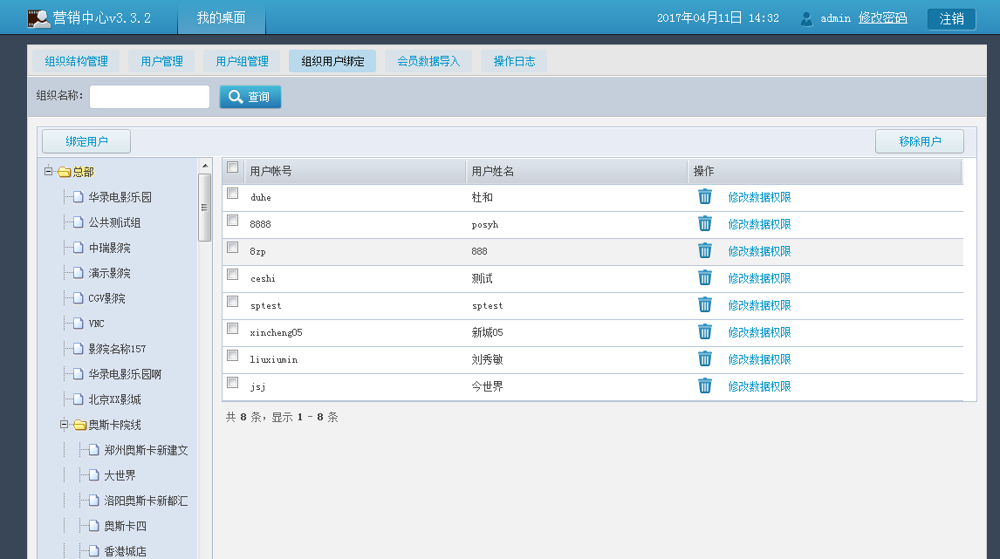 营销中心v3.3.2 我的桌面 2017年04月11日 14:32 admin 修改密码 注销
组织结构管理 用户管理 用户组管理 组织用户绑定 会员数据导入 操作日志
组织名称: 查询
绑定用户 移除用户
总部
华录电影乐园
公共测试组
中瑞影院
演示影院
CGV影院
VNC
影院名称157
华录电影乐园啊
北京XX影城
奥斯卡院线
郑州奥斯卡新建文
大世界
洛阳奥斯卡新都汇
奥斯卡四
香港城店
用户帐号 用户姓名 操作
duhe 杜和 修改数据权限
8888 posyh 修改数据权限
8zp 888 修改数据权限
ceshi 测试 修改数据权限
sptest sptest 修改数据权限
xincheng05 新城05 修改数据权限
liuxiumin 刘秀敏 修改数据权限
jsj 今世界 修改数据权限
共 8 条，显示 1 - 8 条